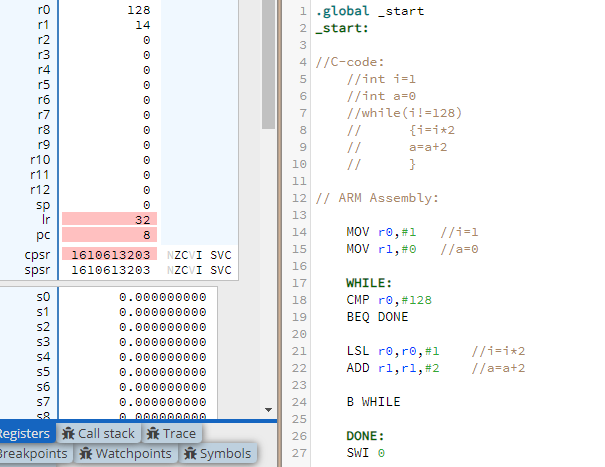 r0 128
r1 14
r2 0
r3 0
r4 0
r5 0
r6 0
r7 0
r8 0
r9 0
r10 0
r11 0
r12 0
sp 0
lr 32
pc 8
cpsr 1610613203 NZCVI SVC
spsr 1610613203 NZCVI SVC
s0 0.000000000
s1 0.000000000
s2 0.000000000
s3 0.000000000
s4 0.000000000
s5 0.000000000
s6 0.000000000
s7 0.000000000
s8 0.000000000
Registers Call stack Trace
Breakpoints Watchpoints Symbols
1 .global _start
2 _start:
3
4 //C-code:
5 //int i=1
6 //int a=0
7 //while(i!=128)
8 // {i=i*2
9 // a=a+2
10 // }
11
12 // ARM Assembly:
13
14 MOV r0,#1 //i=1
15 MOV r1,#0 //a=0
16
17 WHILE:
18 CMP r0,#128
19 BEQ DONE
20
21 LSL r0,r0,#1 //i=i*2
22 ADD r1,r1,#2 //a=a+2
23
24 B WHILE
25
26 DONE:
27 SWI 0